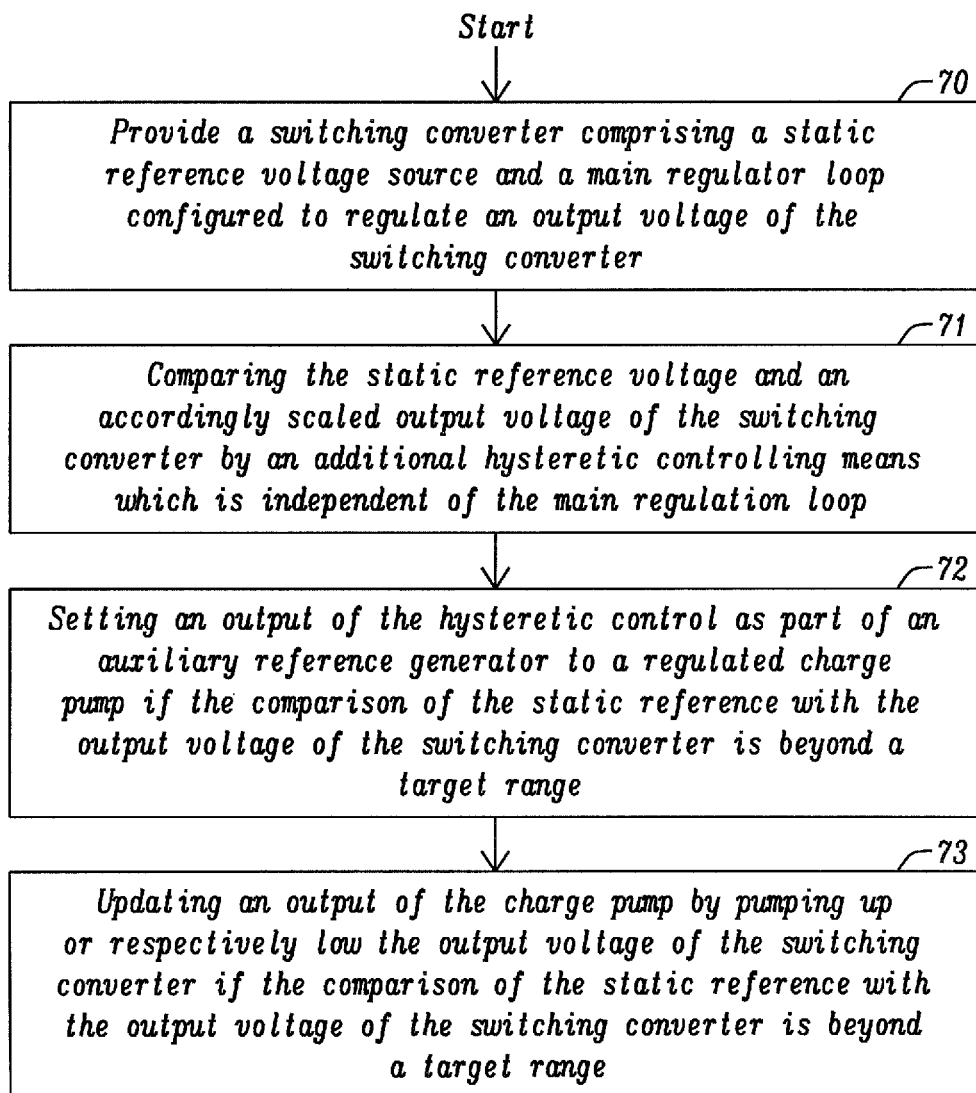 Start
70
Provide a switching converter comprising a static
reference voltage source and a main regulator loop
configured to regulate an output voltage of the
switching converter
71
Comparing the static reference voltage and an
accordingly scaled output voltage of the switching
converter by an additional hysteretic controlling means
which is independent of the main regulation loop
72
Setting an output of the hysteretic control as part of an
auxiliary reference generator to a regulated charge
pump if the comparison of the static reference with the
output voltage of the switching converter is beyond a
target range
73
Updating an output of the charge pump by pumping up
or respectively low the output voltage of the switching
converter if the comparison of the static reference with
the output voltage of the switching converter is beyond
a target range